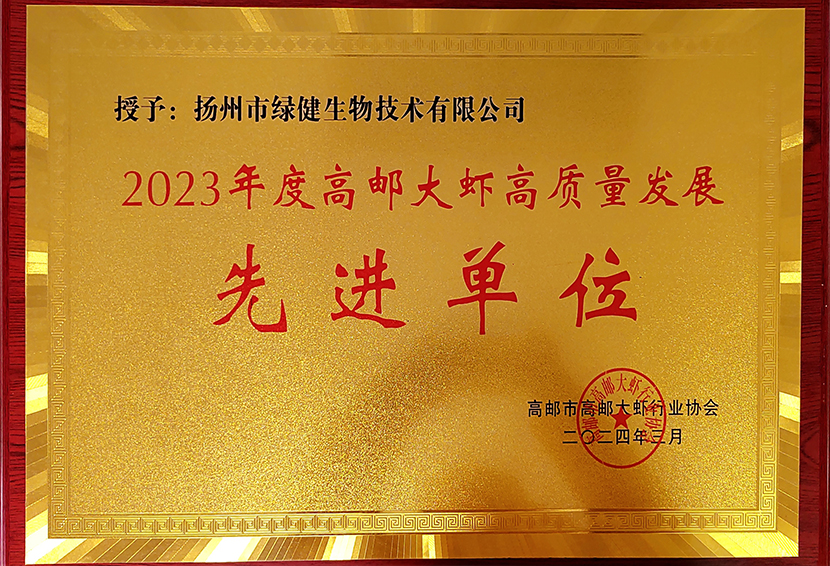 授予：扬州市绿健生物技术有限公司
2023年度高邮大虾高质量发展
先进单位
高邮市高邮大虾行业协会
二〇二四年三月